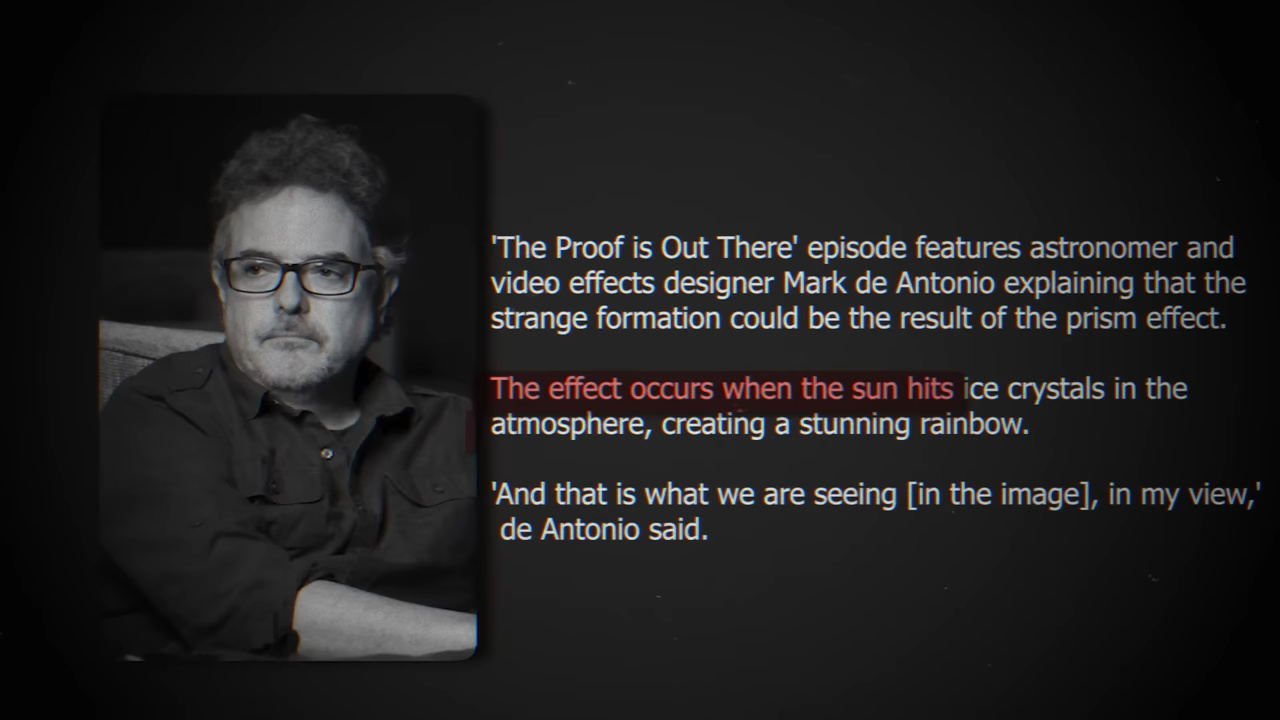 'The Proof is Out There' episode features astronomer and
video effects designer Mark de Antonio explaining that the
strange formation could be the result of the prism effect.
The effect occurs when the sun hits ice crystals in the
atmosphere, creating a stunning rainbow.
'And that is what we are seeing [in the image], in my view,'
de Antonio said.